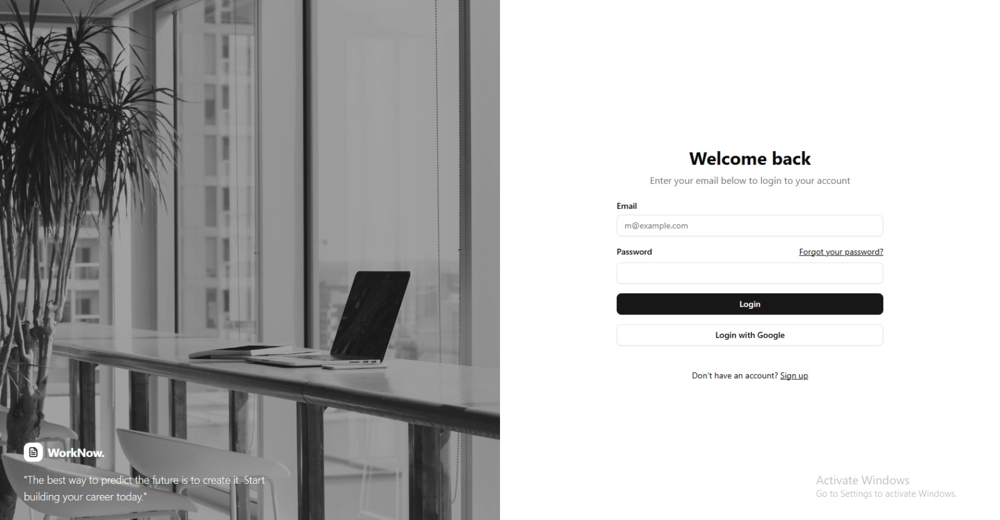 WorkNow.
"The best way to predict the future is to create it. Start
building your career today."
Welcome back
Enter your email below to login to your account
Email
m@example.com
Password
Forgot your password?
Login
Login with Google
Don't have an account? Sign up
Activate Windows
Go to Settings to activate Windows.